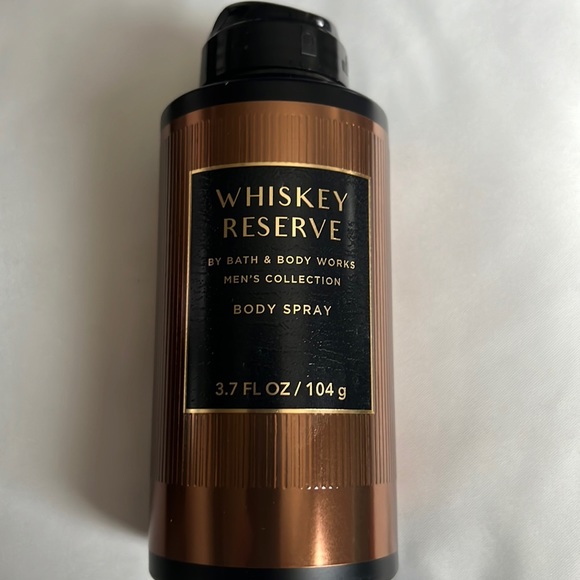 WHISKEY
RESERVE
BY BATH & BODY WORKS
MEN'S COLLECTION
BODY SPRAY
3.7 FL OZ / 104 g